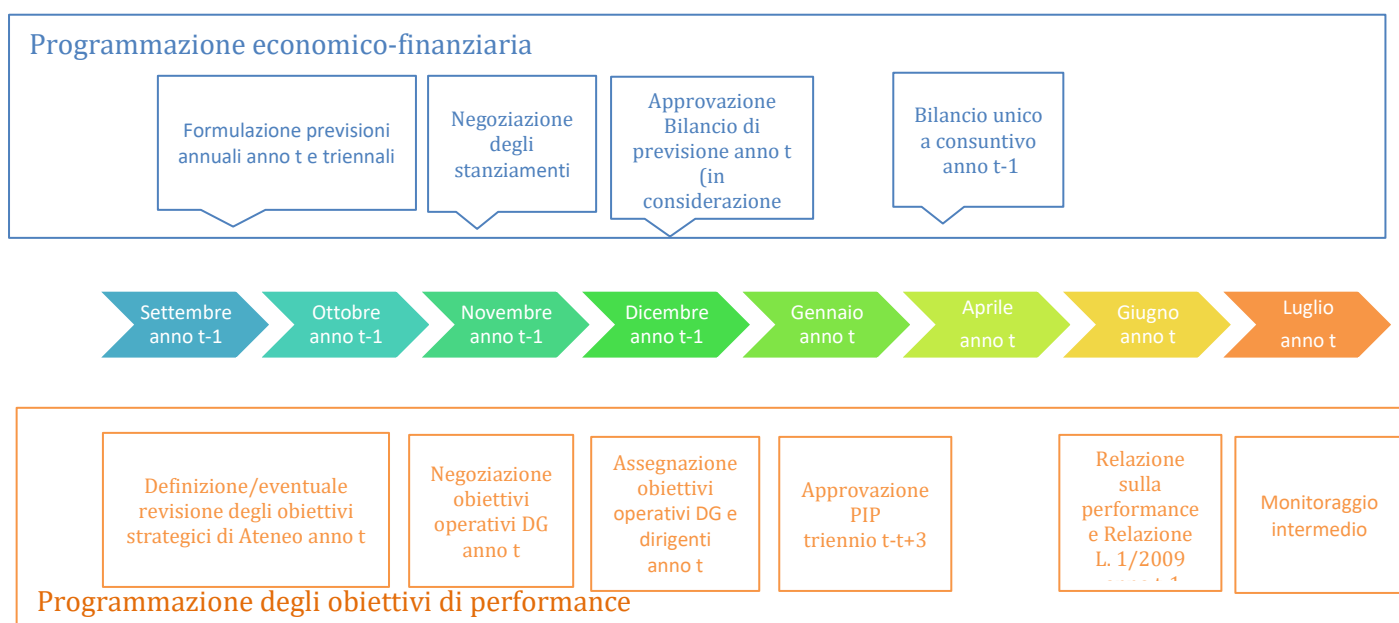 Programmazione economico-finanziaria
Formulazione previsioni
annuali anno t e triennali
Negoziazione
degli
stanziamenti
Approvazione
Bilancio di
previsione anno t
(in
considerazione
Bilancio unico
a consuntivo
anno t-1
Settembre
anno t-1
Ottobre
anno t-1
Novembre
anno t-1
Dicembre
anno t-1
Gennaio
anno t
Aprile
anno t
Giugno
anno t
Luglio
anno t
Definizione/eventuale
revisione degli obiettivi
strategici di Ateneo anno t
Negoziazione
obiettivi
operativi DG
anno t
Assegnazione
obiettivi
operativi DG e
dirigenti
anno t
Approvazione
PIP
triennio t-t+3
Relazione
sulla
performance
e Relazione
L. 1/2009
Monitoraggio
intermedio
Programmazione degli obiettivi di performance